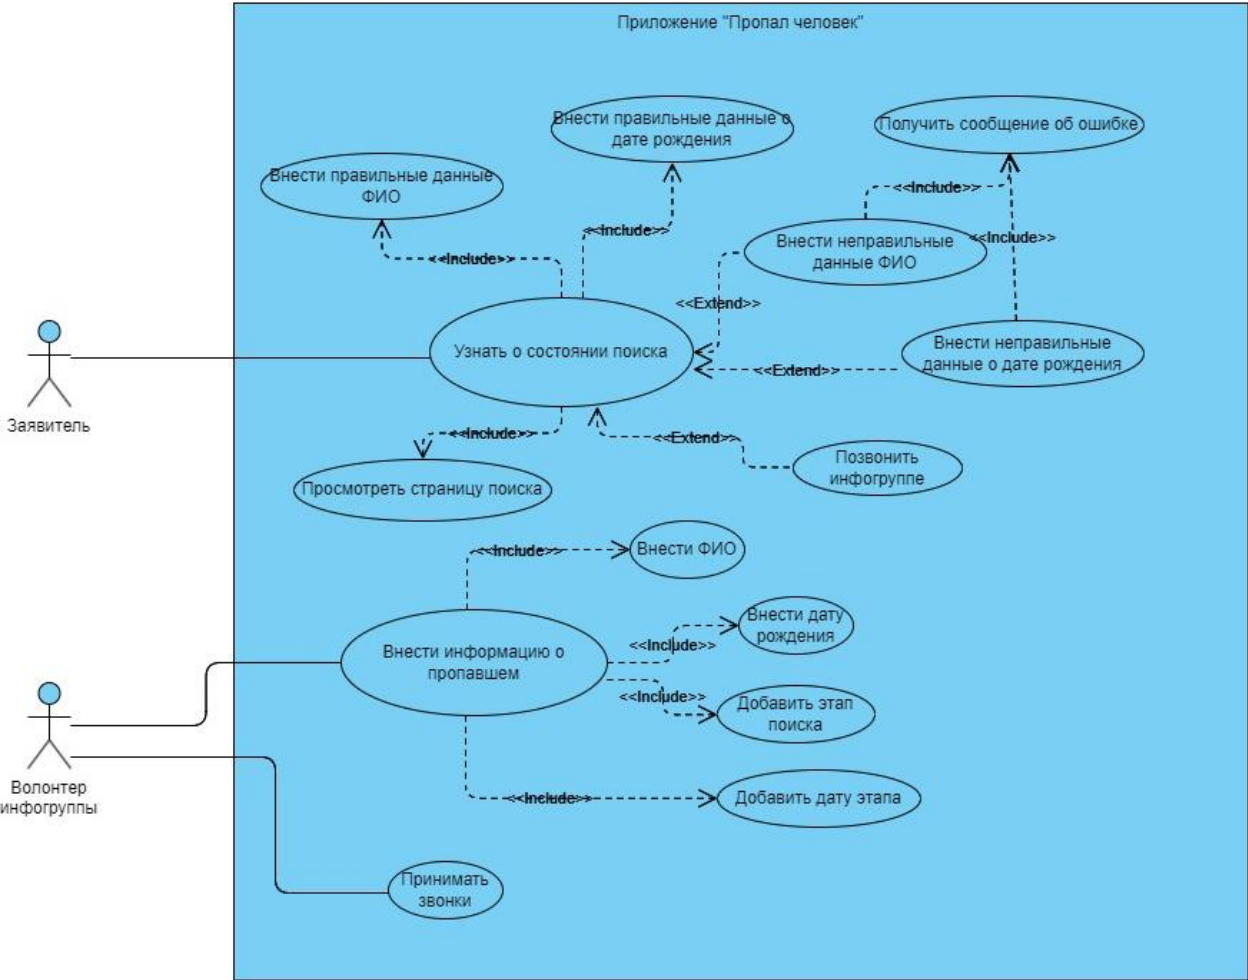 Приложение "Пропал человек"
Внести правильные данные о
дате рождения
Получить сообщение об ошибке
Внести правильные данные
ФИО
<<Include>>
<<Include>>
<<Include>>
<<Include>>
Внести неправильные
данные ФИО
<<Extend>>
Узнать о состоянии поиска
Внести неправильные
данные о дате рождения
<<Extend>>
Заявитель
<<Include>>
<<Extend>>
Позвонить
инфогруппе
Просмотреть страницу поиска
<<Include>>
Внести ФИО
Внести дату
рождения
<<Include>>
Внести информацию о
пропавшем
<<Include>>
Добавить этап
поиска
Волонтер
инфогруппы
<<Include>>
Добавить дату этапа
Принимать
звонки